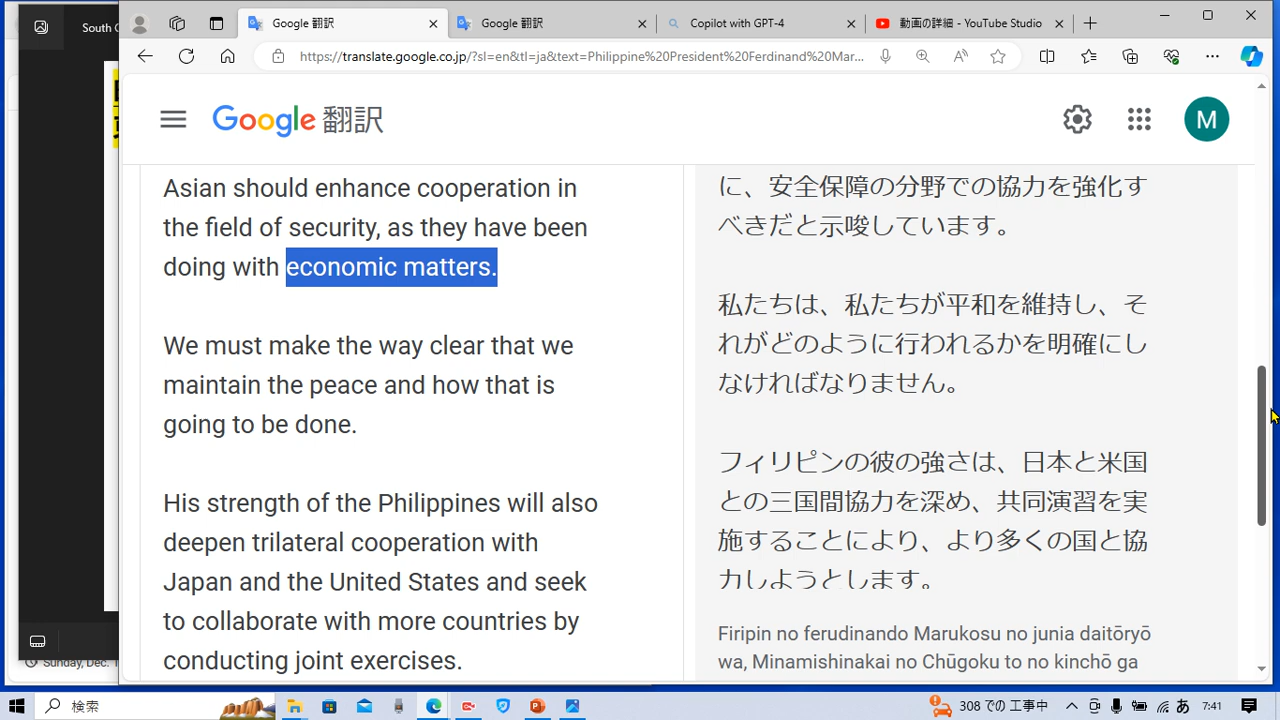 South
Google 翻訳
Google 翻訳
Copilot with GPT-4
動画の詳細 - YouTube Studio
https://translate.google.co.jp/?sl=en&tl=ja&text=Philippine%20President%20Ferdinand%20Mar...
Google 翻訳
M
Asian should enhance cooperation in
the field of security, as they have been
doing with economic matters.
We must make the way clear that we
maintain the peace and how that is
going to be done.
His strength of the Philippines will also
deepen trilateral cooperation with
Japan and the United States and seek
to collaborate with more countries by
conducting joint exercises.
に、安全保障の分野での協力を強化す
べきだと示唆しています。
私たちは、私たちが平和を維持し、そ
れがどのように行われるかを明確にし
なければなりません。
フィリピンの彼の強さは、日本と米国
との三国間協力を深め、共同演習を実
施することにより、より多くの国と協
力しようとします。
Firipin no ferudinando Marukosu no junia daitōryō
wa, Minamishinakai no Chūgoku to no kinchō ga
Sunday, Dec. 1
検索
308 での工事中
あ
7:41